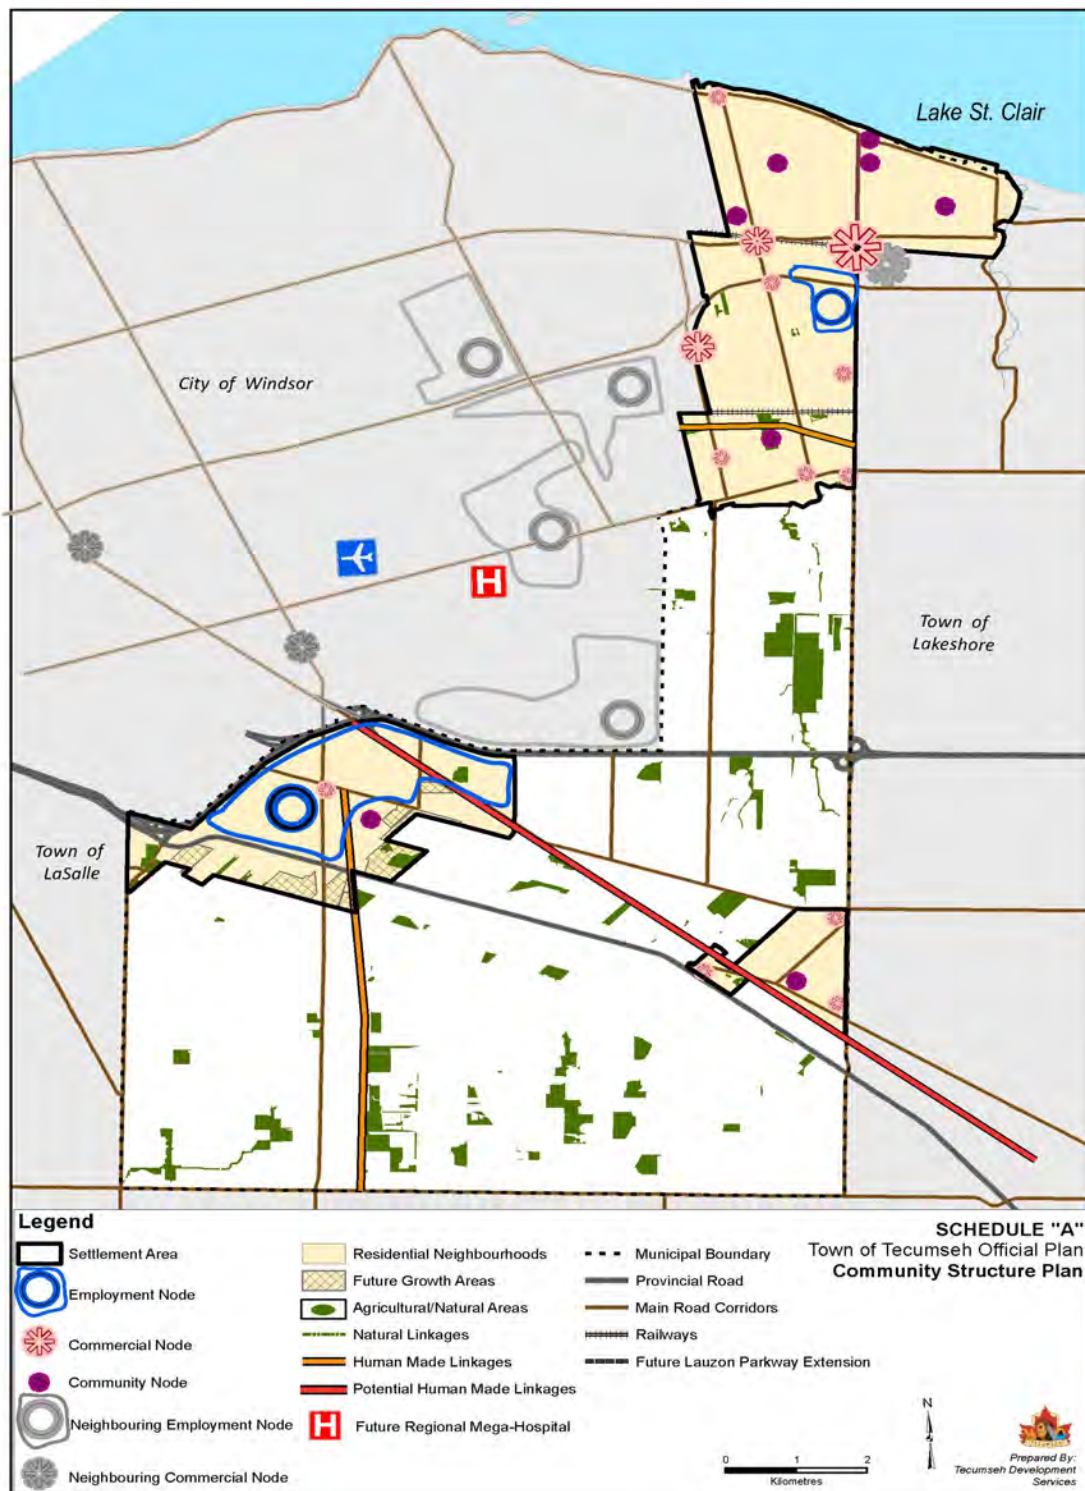 Lake St. Clair
City of Windsor
H
Town of
Lakeshore
Town of
LaSalle
Legend
Settlement Area
Employment Node
Commercial Node
Community Node
Neighbouring Employment Node
Neighbouring Commercial Node
Residential Neighbourhoods
Future Growth Areas
Agricultural/Natural Areas
Natural Linkages
Human Made Linkages
Potential Human Made Linkages
H Future Regional Mega-Hospital
Municipal Boundary
Provincial Road
Main Road Corridors
Railways
Future Lauzon Parkway Extension
SCHEDULE "A"
Town of Tecumseh Official Plan
Community Structure Plan
0 1 2
Kilometres
N
Prepared By:
Tecumseh Development
Services